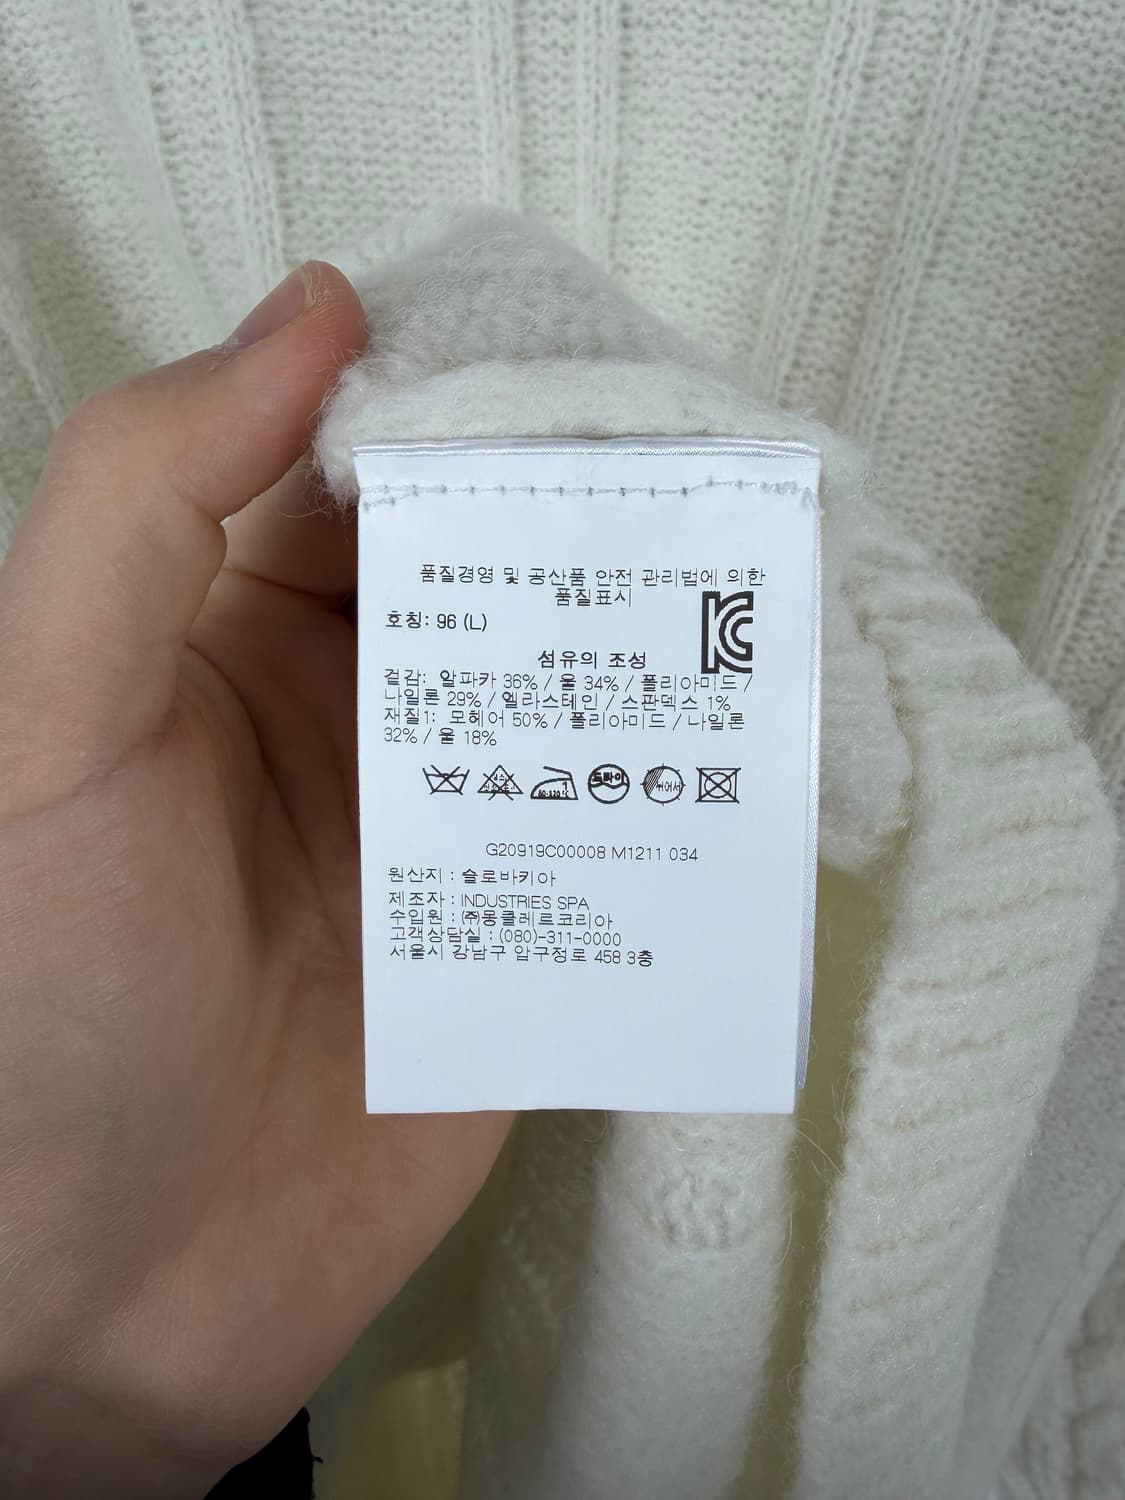 품질경영 및 공산품 안전 관리법에 의한
품질표시
호칭: 96 (L)
섬유의 조성
겉감: 알파카 36% / 울 34% / 폴리아미드 /
나일론 29% / 엘라스테인 / 스판덱스 1%
재질1: 모헤어 50% / 폴리아미드 / 나일론
32% / 울 18%
드라이
G20919C00008 M1211 034
원산지 : 슬로바키아
제조자 : INDUSTRIES SPA
수입원 : ㈜몽클레르코리아
고객상담실 : (080)-311-0000
서울시 강남구 압구정로 458 3층